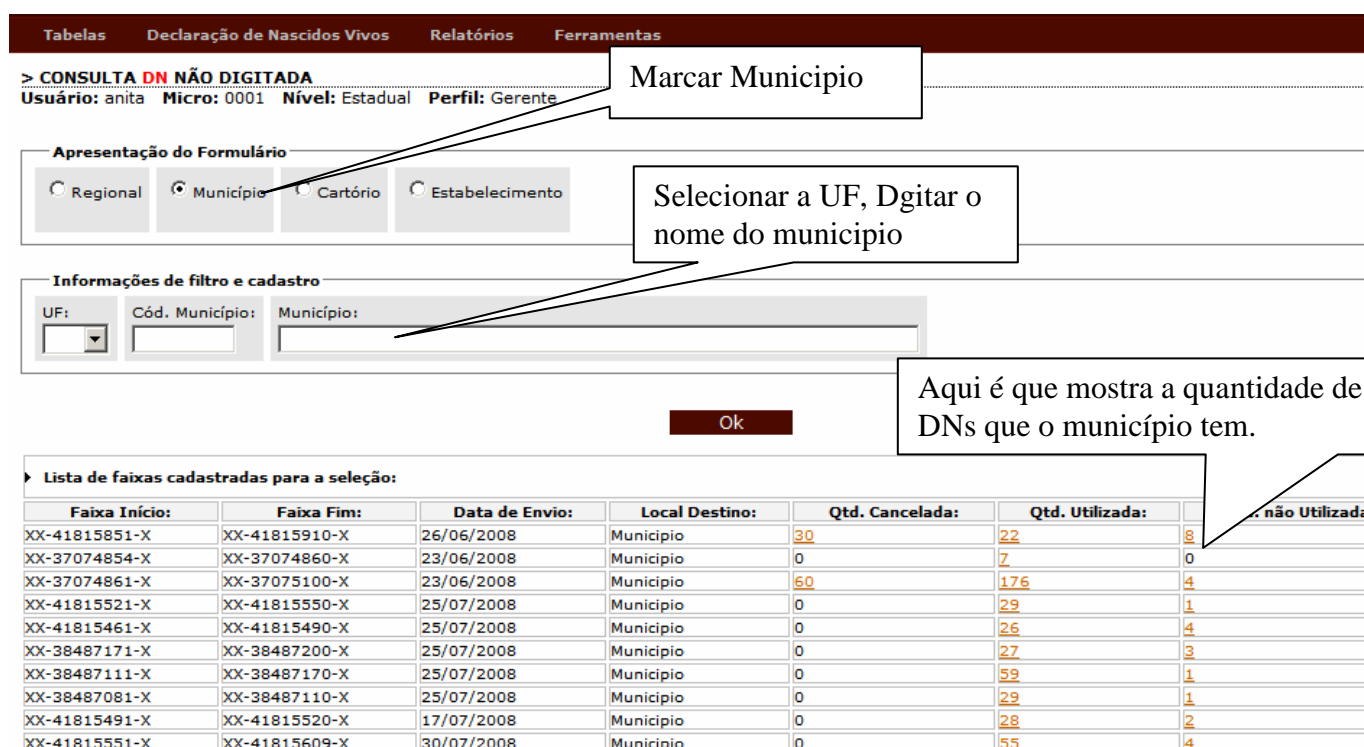 Tabelas Declaração de Nascidos Vivos Relatórios Ferramentas
> CONSULTA DN NÃO DIGITADA
Usuário: anita Micro: 0001 Nível: Estadual Perfil: Gerente
Marcar Municipio
Apresentação do Formulário
Regional Município Cartório Estabelecimento
Selecionar a UF, Dgitar o
nome do municipio
Informações de filtro e cadastro
UF: Cód. Município: Município:
Aqui é que mostra a quantidade de
DNs que o município tem.
Ok
Lista de faixas cadastradas para a seleção:
Faixa Início: Faixa Fim: Data de Envio: Local Destino: Qtd. Cancelada: Qtd. Utilizada: não Utilizada
XX-41815851-X XX-41815910-X 26/06/2008 Municipio 30 22 8
XX-37074854-X XX-37074860-X 23/06/2008 Municipio 0 7 0
XX-37074861-X XX-37075100-X 23/06/2008 Municipio 60 176 4
XX-41815521-X XX-41815550-X 25/07/2008 Municipio 0 29 1
XX-41815461-X XX-41815490-X 25/07/2008 Municipio 0 26 4
XX-38487171-X XX-38487200-X 25/07/2008 Municipio 0 27 3
XX-38487111-X XX-38487170-X 25/07/2008 Municipio 0 59 1
XX-38487081-X XX-38487110-X 25/07/2008 Municipio 0 29 1
XX-41815491-X XX-41815520-X 17/07/2008 Municipio 0 28 2
XX-41815551-X XX-41815609-X 30/07/2008 Municipio 0 55 4